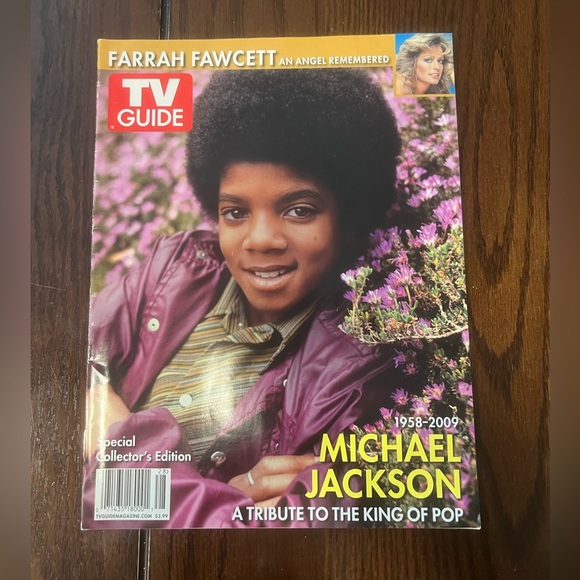 FARRAH FAWCETT AN ANGEL REMEMBERED
TV
GUIDE
1958-2009
MICHAEL
JACKSON
A TRIBUTE TO THE KING OF POP
Special
Collector's Edition
TVGUIDEMAGAZINE.COM $3.99